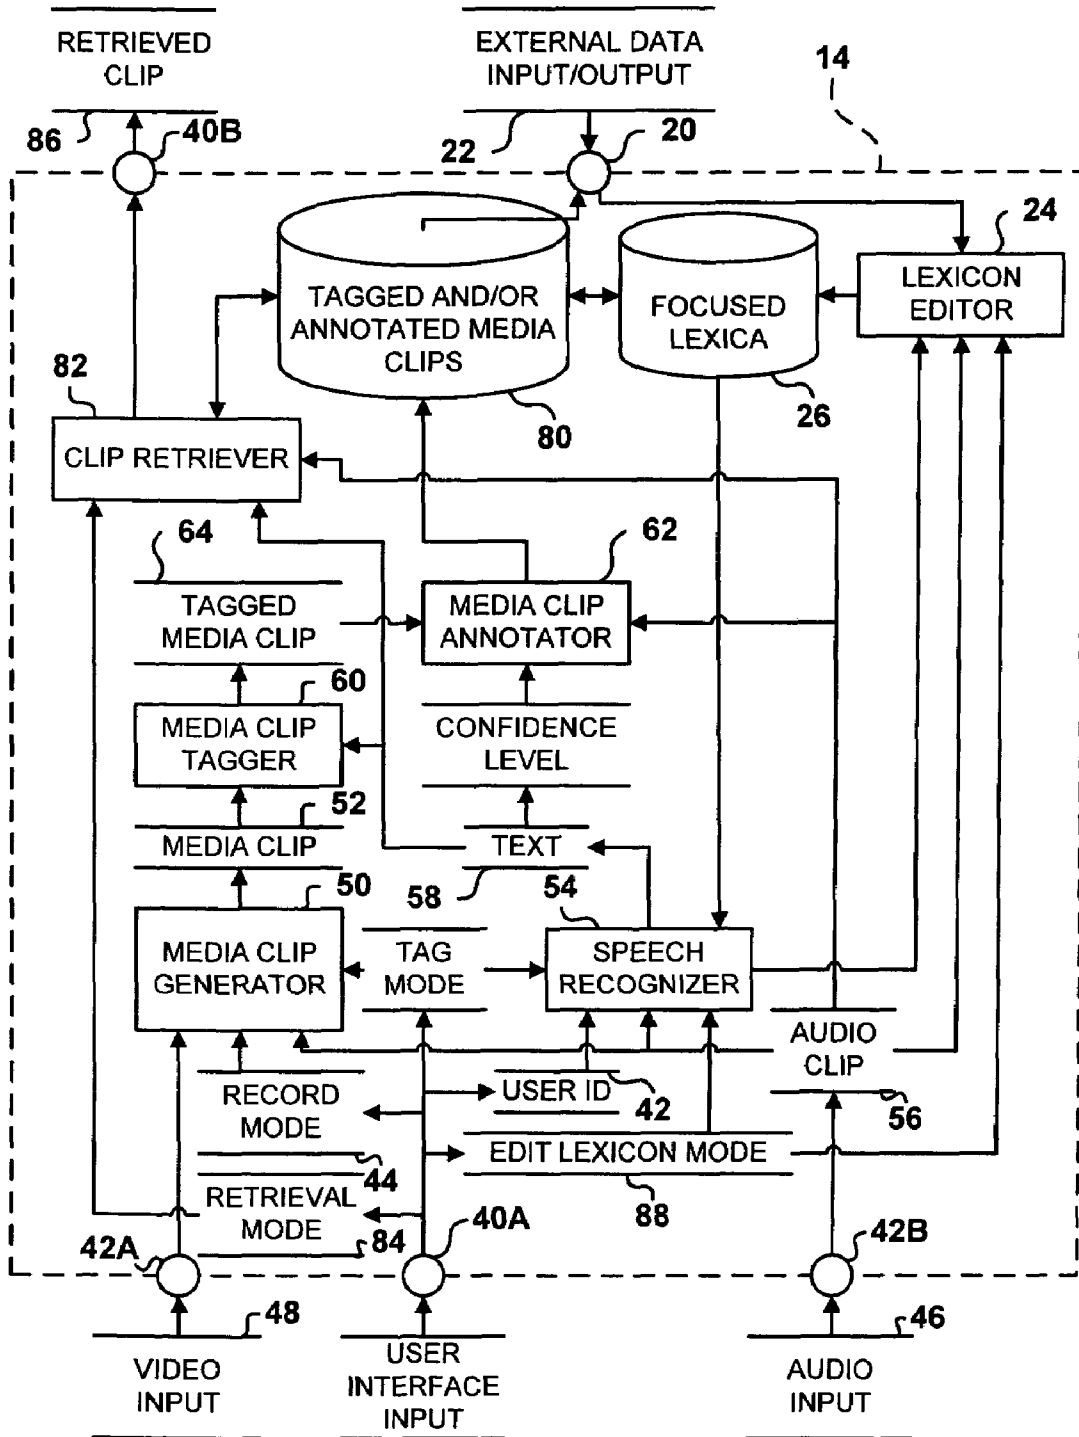 RETRIEVED
CLIP
EXTERNAL DATA
INPUT/OUTPUT
14
86
40B
22
20
24
TAGGED AND/OR
ANNOTATED MEDIA
CLIPS
FOCUSED
LEXICA
LEXICON
EDITOR
82
80
26
CLIP RETRIEVER
64
62
TAGGED
MEDIA CLIP
MEDIA CLIP
ANNOTATOR
60
MEDIA CLIP
TAGGER
CONFIDENCE
LEVEL
52
MEDIA CLIP
TEXT
50
58
54
MEDIA CLIP
GENERATOR
TAG
MODE
SPEECH
RECOGNIZER
AUDIO
CLIP
RECORD
MODE
USER ID
42
56
44
EDIT LEXICON MODE
RETRIEVAL
MODE
88
84
42A
40A
42B
48
46
VIDEO
INPUT
USER
INTERFACE
INPUT
AUDIO
INPUT